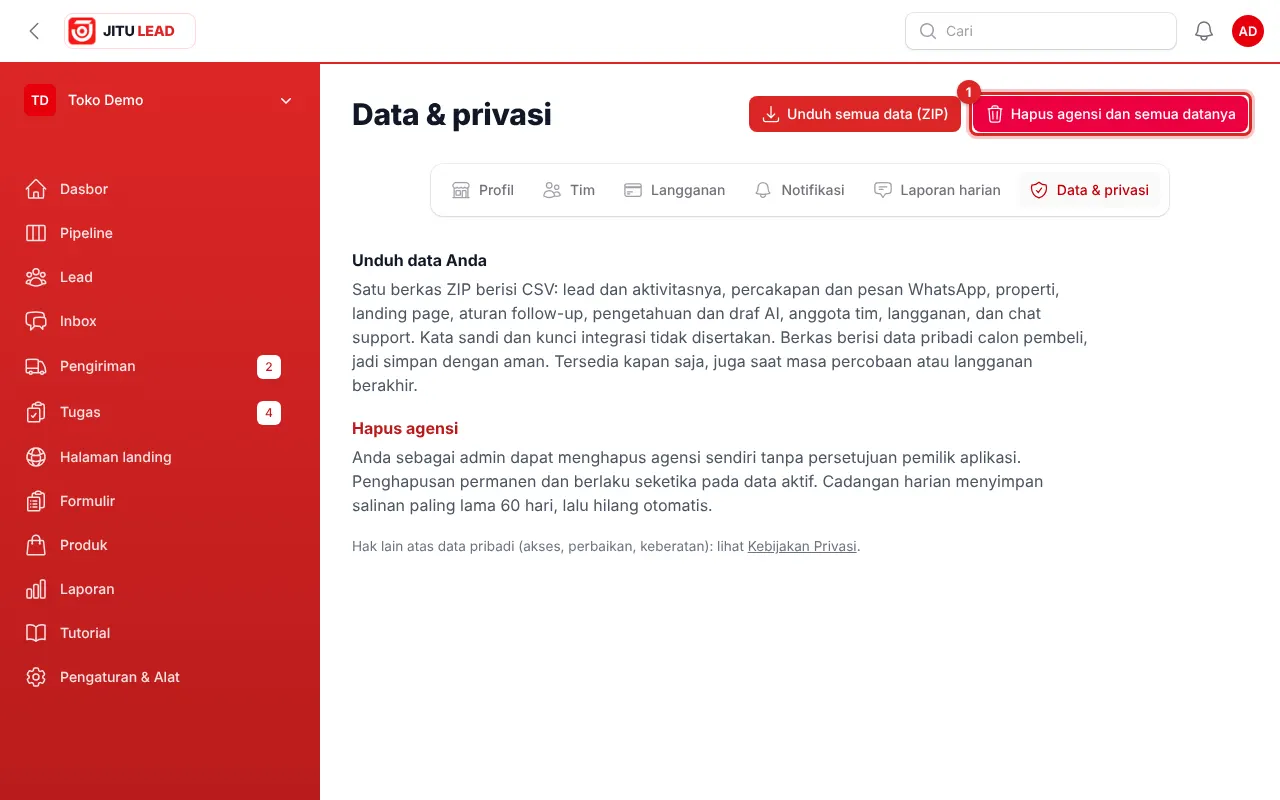 JITU LEAD
Cari
AD
TD Toko Demo
Dasbor
Pipeline
Lead
Inbox
Pengiriman 2
Tugas 4
Halaman landing
Formulir
Produk
Laporan
Tutorial
Pengaturan & Alat
Data & privasi
Unduh semua data (ZIP)
1
Hapus agensi dan semua datanya
Profil Tim Langganan Notifikasi Laporan harian Data & privasi
Unduh data Anda
Satu berkas ZIP berisi CSV: lead dan aktivitasnya, percakapan dan pesan WhatsApp, properti,
landing page, aturan follow-up, pengetahuan dan draf AI, anggota tim, langganan, dan chat
support. Kata sandi dan kunci integrasi tidak disertakan. Berkas berisi data pribadi calon pembeli,
jadi simpan dengan aman. Tersedia kapan saja, juga saat masa percobaan atau langganan
berakhir.
Hapus agensi
Anda sebagai admin dapat menghapus agensi sendiri tanpa persetujuan pemilik aplikasi.
Penghapusan permanen dan berlaku seketika pada data aktif. Cadangan harian menyimpan
salinan paling lama 60 hari, lalu hilang otomatis.
Hak lain atas data pribadi (akses, perbaikan, keberatan): lihat Kebijakan Privasi.